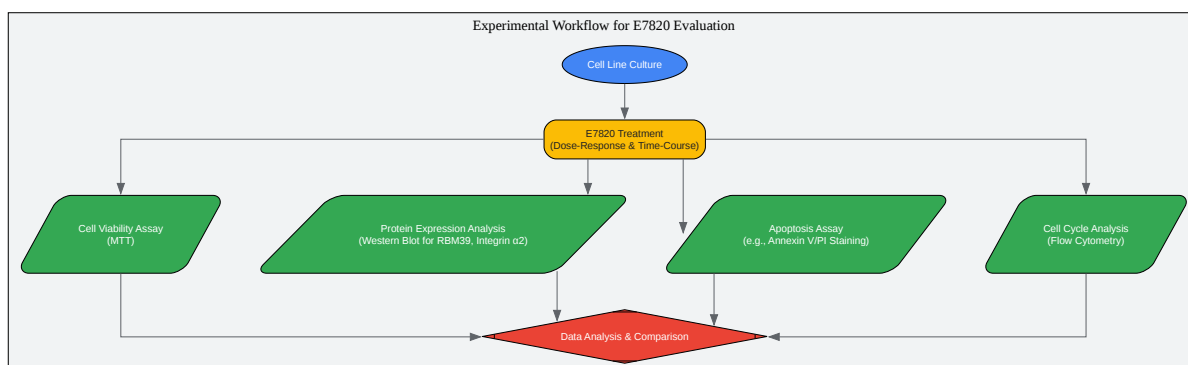 Experimental Workflow for E7820 Evaluation
Cell Line Culture
E7820 Treatment
(Dose-Response & Time-Course)
Cell Viability Assay
(MTT)
Protein Expression Analysis
(Western Blot for RBM39, Integrin α2)
Apoptosis Assay
(e.g., Annexin V/PI Staining)
Cell Cycle Analysis
(Flow Cytometry)
Data Analysis & Comparison